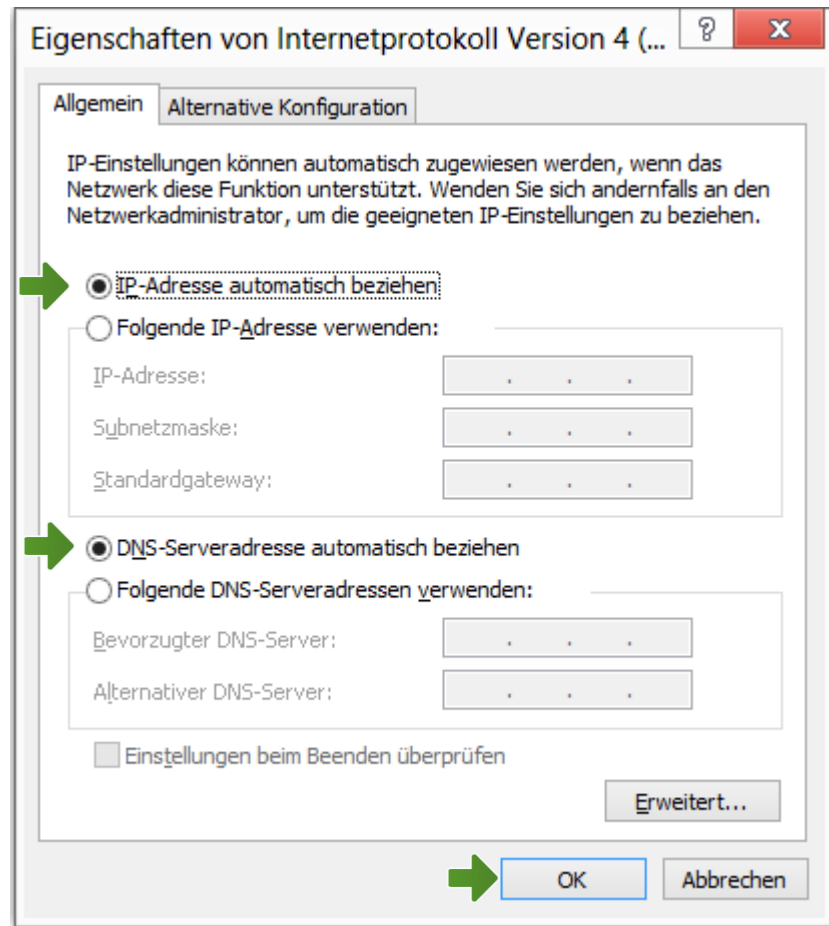 Eigenschaften von Internetprotokoll Version 4 (...
?
x
Allgemein
Alternative Konfiguration
IP-Einstellungen können automatisch zugewiesen werden, wenn das
Netzwerk diese Funktion unterstützt. Wenden Sie sich andernfalls an den
Netzwerkadministrator, um die geeigneten IP-Einstellungen zu beziehen.
IP-Adresse automatisch beziehen
Folgende IP-Adresse verwenden:
IP-Adresse:
. . .
Subnetzmaske:
. . .
Standardgateway:
. . .
DNS-Serveradresse automatisch beziehen
Folgende DNS-Serveradressen verwenden:
Bevorzugter DNS-Server:
. . .
Alternativer DNS-Server:
. . .
Einstellungen beim Beenden überprüfen
Erweitert...
OK
Abbrechen